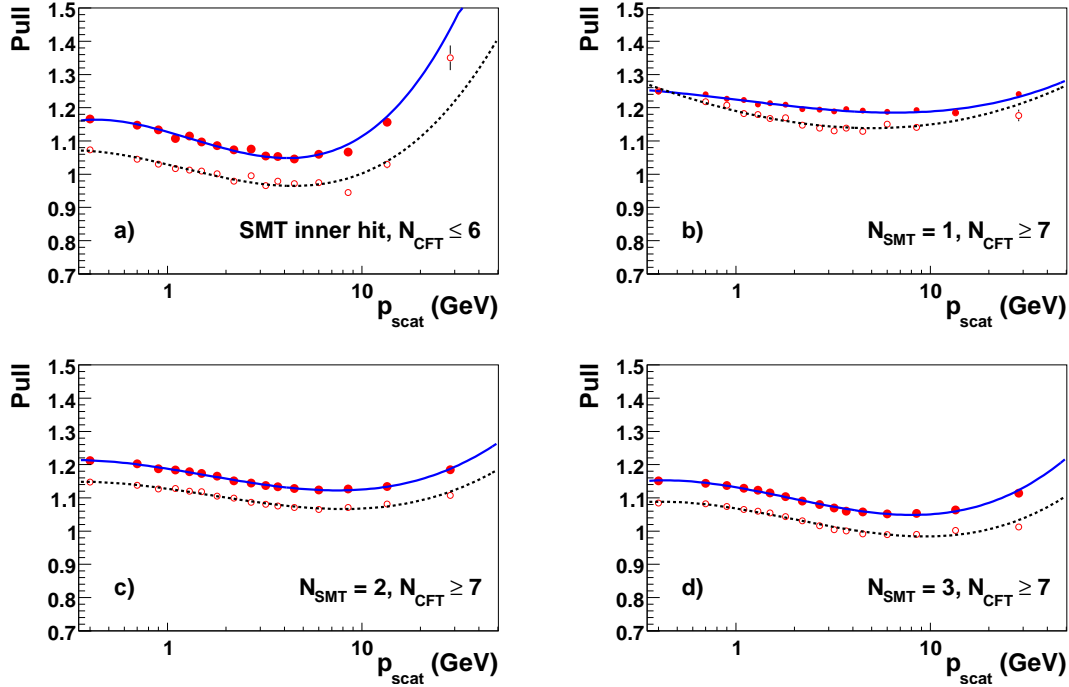 Pull
1.5
1.4
1.3
1.2
1.1
1
0.9
0.8
0.7
a)
SMT inner hit, N_CFT ≤ 6
1
10
p_scat (GeV)
Pull
1.5
1.4
1.3
1.2
1.1
1
0.9
0.8
0.7
b)
N_SMT = 1, N_CFT ≥ 7
1
10
p_scat (GeV)
Pull
1.5
1.4
1.3
1.2
1.1
1
0.9
0.8
0.7
c)
N_SMT = 2, N_CFT ≥ 7
1
10
p_scat (GeV)
Pull
1.5
1.4
1.3
1.2
1.1
1
0.9
0.8
0.7
d)
N_SMT = 3, N_CFT ≥ 7
1
10
p_scat (GeV)